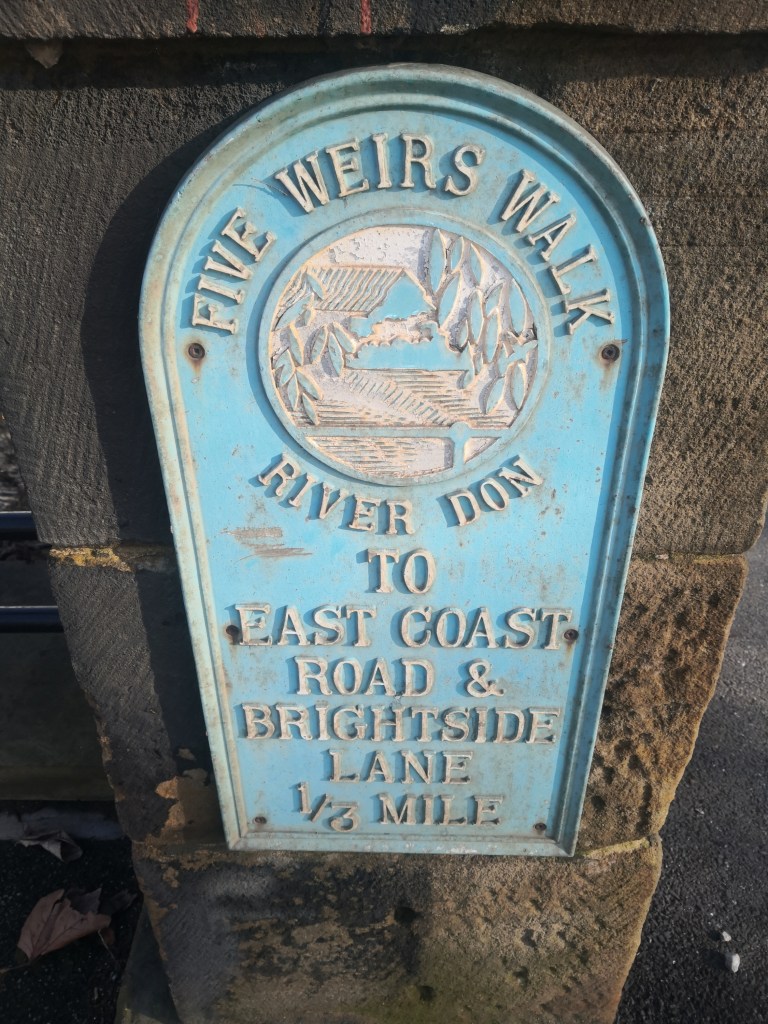 FIVE WEIRS WALK
RIVER DON
TO
EAST COAST
ROAD &
BRIGHTSIDE
LANE
1/3 MILE